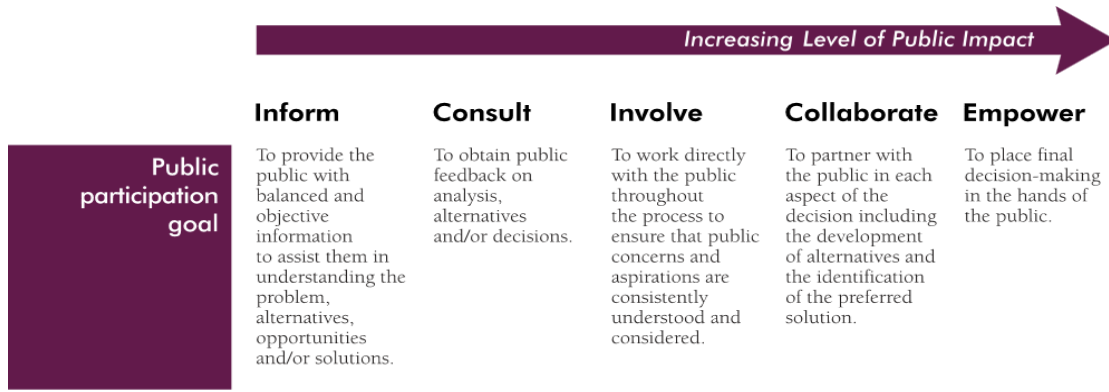 Increasing Level of Public Impact
Inform
Consult
Involve
Collaborate
Empower
Public
participation
goal
To provide the
public with
balanced and
objective
information
to assist them in
understanding the
problem,
alternatives,
opportunities
and/or solutions.
To obtain public
feedback on
analysis,
alternatives
and/or decisions.
To work directly
with the public
throughout
the process to
ensure that public
concerns and
aspirations are
consistently
understood and
considered.
To partner with
the public in each
aspect of the
decision including
the development
of alternatives and
the identification
of the preferred
solution.
To place final
decision-making
in the hands of
the public.